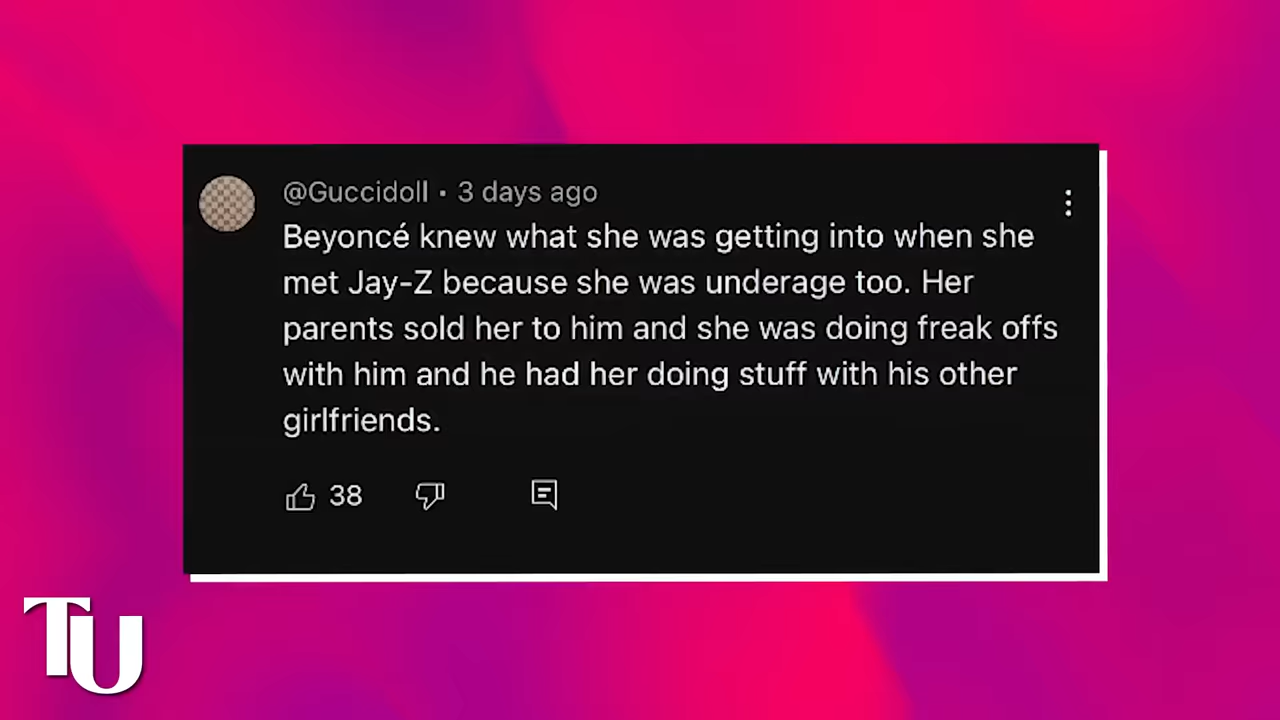 @Guccidoll • 3 days ago
Beyoncé knew what she was getting into when she
met Jay-Z because she was underage too. Her
parents sold her to him and she was doing freak offs
with him and he had her doing stuff with his other
girlfriends.
38
TU